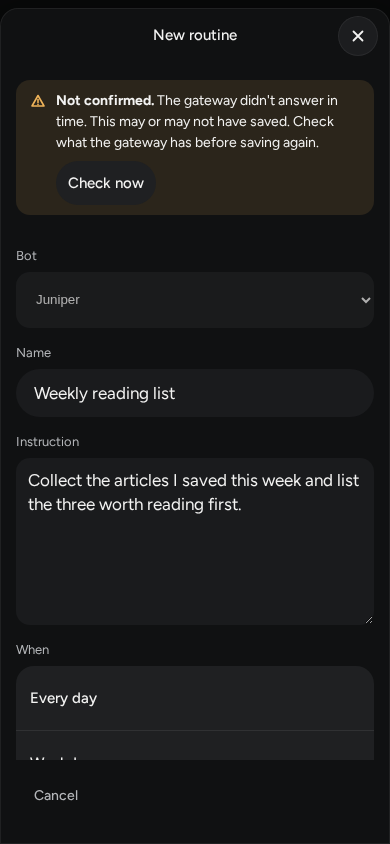 New routine
Not confirmed. The gateway didn't answer in
time. This may or may not have saved. Check
what the gateway has before saving again.
Check now
Bot
Juniper
Name
Weekly reading list
Instruction
Collect the articles I saved this week and list
the three worth reading first.
When
Every day
Cancel